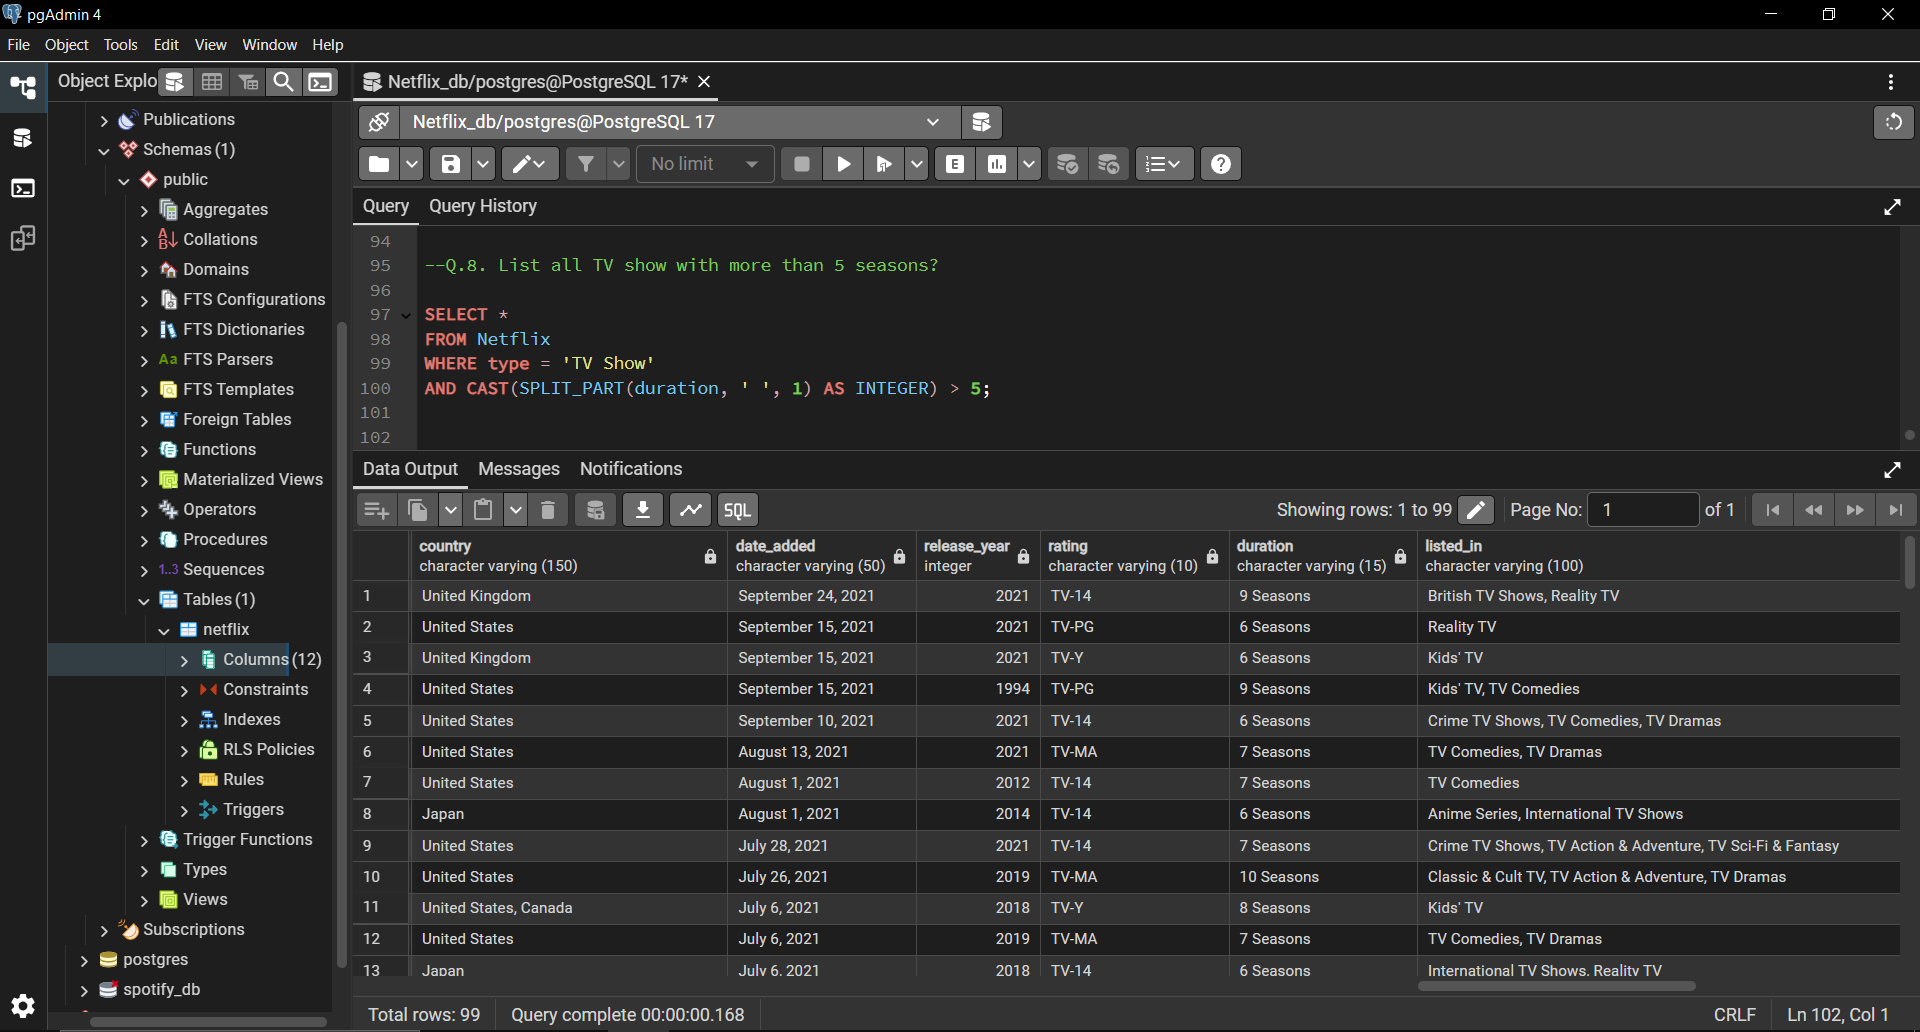 pgAdmin 4
File Object Tools Edit View Window Help
Object Explo
Netflix_db/postgres@PostgreSQL 17*
Netflix_db/postgres@PostgreSQL 17
No limit
E
Query Query History
Publications
Schemas (1)
public
Aggregates
Collations
Domains
FTS Configurations
FTS Dictionaries
Aa FTS Parsers
FTS Templates
Foreign Tables
Functions
Materialized Views
Operators
Procedures
1..3 Sequences
Tables (1)
netflix
Columns (12)
Constraints
Indexes
RLS Policies
Rules
Triggers
Trigger Functions
Types
Views
Subscriptions
postgres
spotify_db
94
95 --Q.8. List all TV show with more than 5 seasons?
96
97 SELECT *
98 FROM Netflix
99 WHERE type = 'TV Show'
100 AND CAST(SPLIT_PART(duration, ' ', 1) AS INTEGER) > 5;
101
102
Data Output Messages Notifications
SQL Showing rows: 1 to 99 Page No: 1 of 1
country date_added release_year rating duration listed_in
character varying (150) character varying (50) integer character varying (10) character varying (15) character varying (100)
1 United Kingdom September 24, 2021 2021 TV-14 9 Seasons British TV Shows, Reality TV
2 United States September 15, 2021 2021 TV-PG 6 Seasons Reality TV
3 United Kingdom September 15, 2021 2021 TV-Y 6 Seasons Kids' TV
4 United States September 15, 2021 1994 TV-PG 9 Seasons Kids' TV, TV Comedies
5 United States September 10, 2021 2021 TV-14 6 Seasons Crime TV Shows, TV Comedies, TV Dramas
6 United States August 13, 2021 2021 TV-MA 7 Seasons TV Comedies, TV Dramas
7 United States August 1, 2021 2012 TV-14 7 Seasons TV Comedies
8 Japan August 1, 2021 2014 TV-14 6 Seasons Anime Series, International TV Shows
9 United States July 28, 2021 2021 TV-14 7 Seasons Crime TV Shows, TV Action & Adventure, TV Sci-Fi & Fantasy
10 United States July 26, 2021 2019 TV-MA 10 Seasons Classic & Cult TV, TV Action & Adventure, TV Dramas
11 United States, Canada July 6, 2021 2018 TV-Y 8 Seasons Kids' TV
12 United States July 6, 2021 2019 TV-MA 7 Seasons TV Comedies, TV Dramas
13 Japan July 6, 2021 2018 TV-14 6 Seasons International TV Shows, Reality TV
Total rows: 99 Query complete 00:00:00.168 CRLF Ln 102, Col 1